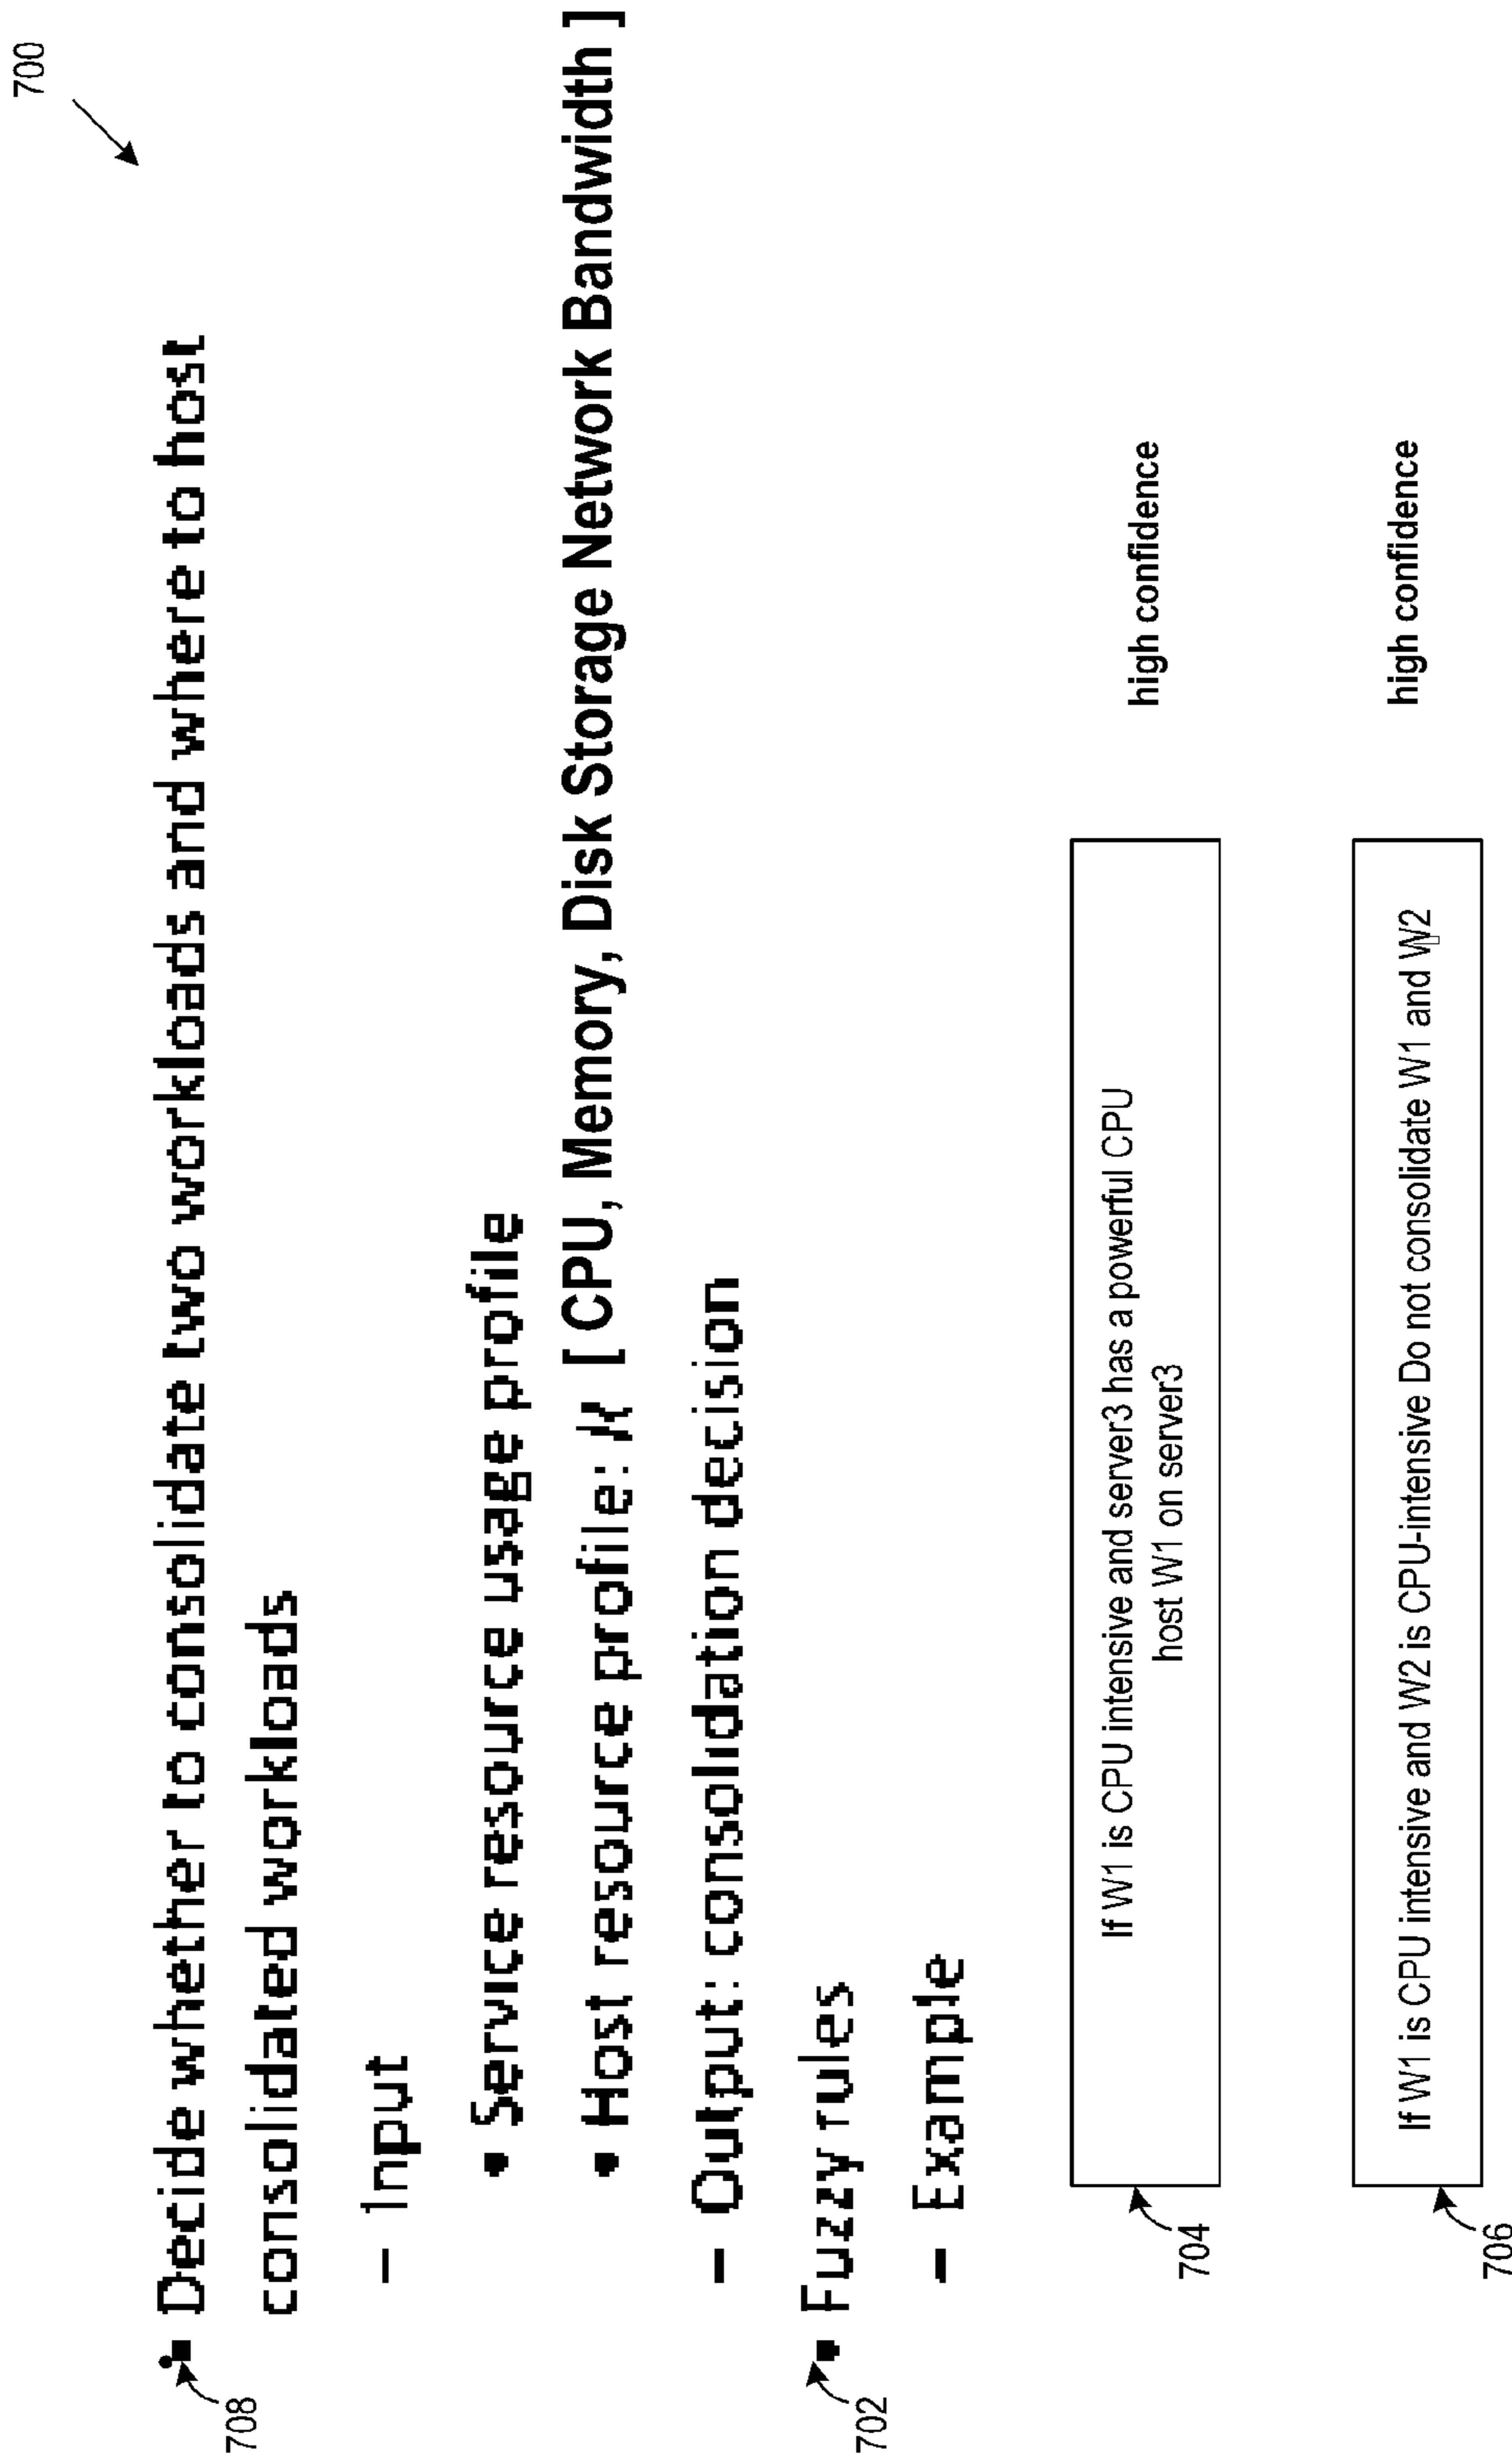 700
708
• Decide whether to consolidate two workloads and where to host
consolidated workloads
– Input
• Service resource usage profile
• Host resource profile: [ CPU, Memory, Disk Storage Network Bandwidth ]
– Output: consolidation decision
702
• Fuzzy rules
– Example
704
If W1 is CPU intensive and server3 has a powerful CPU
host W1 on server3
high confidence
706
If W1 is CPU intensive and W2 is CPU-intensive Do not consolidate W1 and W2
high confidence